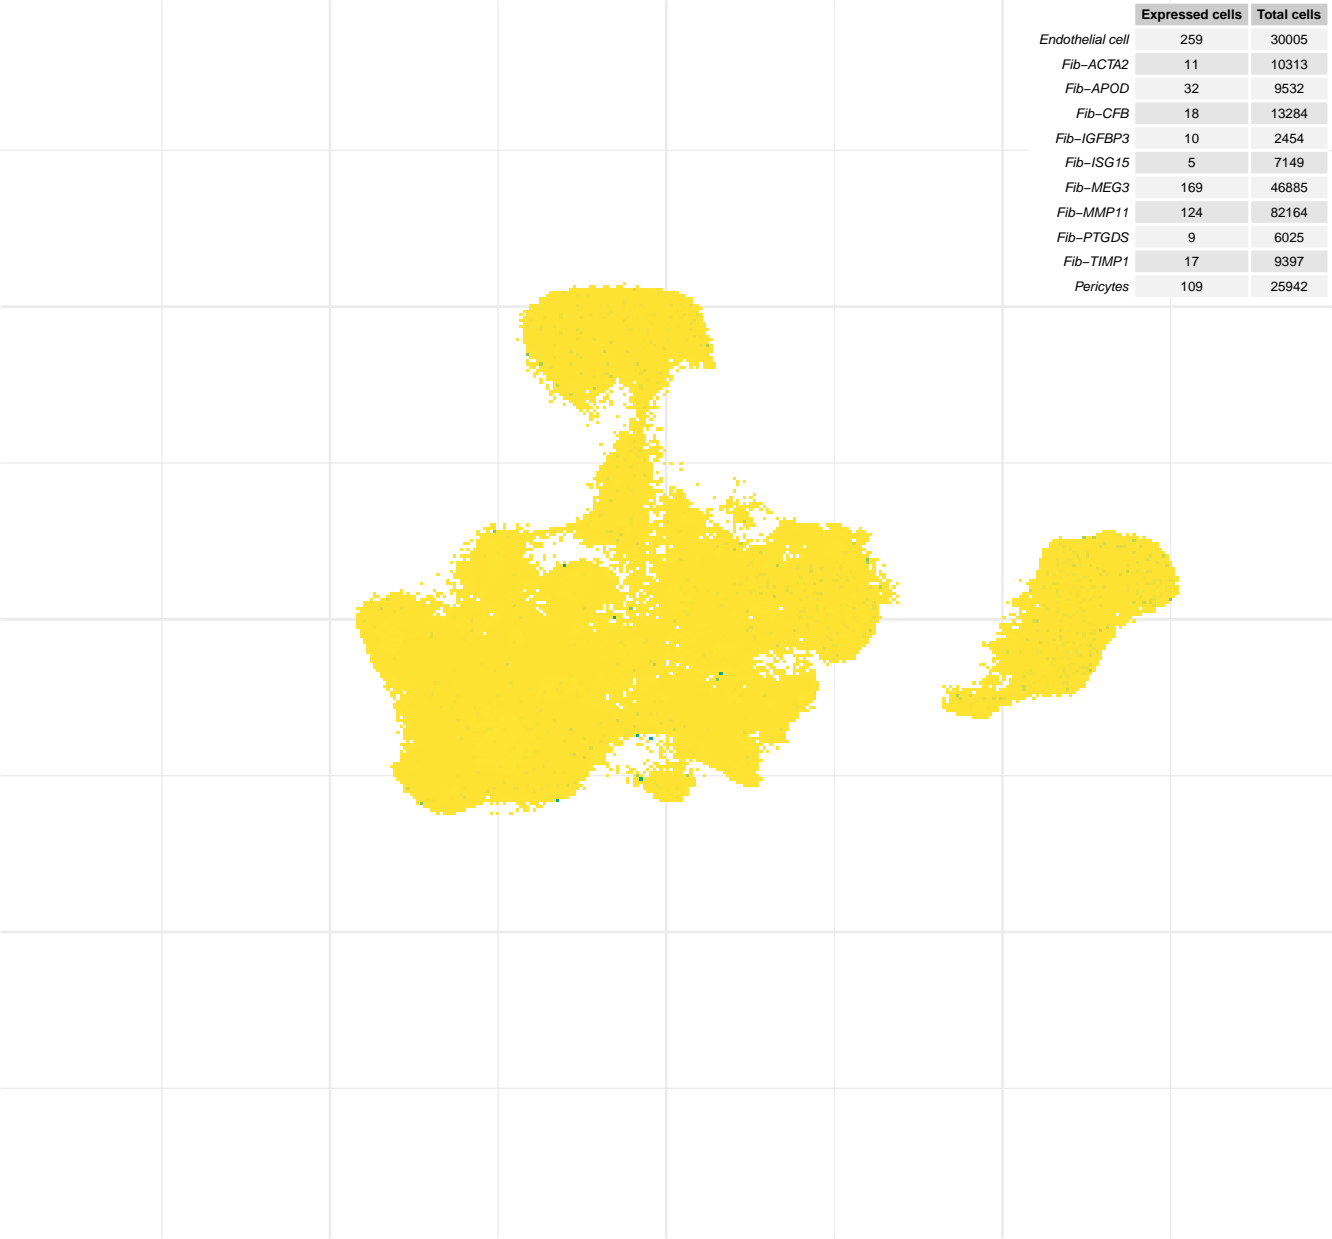 Expressed cells Total cells
Endothelial cell 259 30005
Fib−ACTA2 11 10313
Fib−APOD 32 9532
Fib−CFB 18 13284
Fib−IGFBP3 10 2454
Fib−ISG15 5 7149
Fib−MEG3 169 46885
Fib−MMP11 124 82164
Fib−PTGDS 9 6025
Fib−TIMP1 17 9397
Pericytes 109 25942